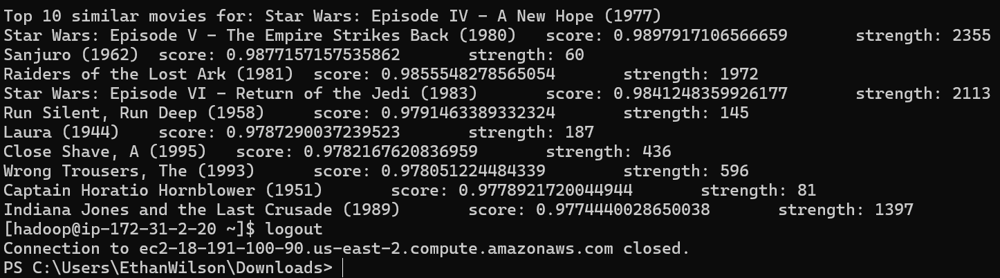 Top 10 similar movies for: Star Wars: Episode IV - A New Hope (1977)
Star Wars: Episode V - The Empire Strikes Back (1980)   score: 0.9897917106566659       strength: 2355
Sanjuro (1962)  score: 0.9877157157535862       strength: 60
Raiders of the Lost Ark (1981)  score: 0.9855548278565054       strength: 1972
Star Wars: Episode VI - Return of the Jedi (1983)       score: 0.9841248359926177       strength: 2113
Run Silent, Run Deep (1958)     score: 0.9791463389332324       strength: 145
Laura (1944)    score: 0.9787290037239523       strength: 187
Close Shave, A (1995)   score: 0.9782167620836959       strength: 436
Wrong Trousers, The (1993)      score: 0.978051224484339        strength: 596
Captain Horatio Hornblower (1951)       score: 0.9778921720044944       strength: 81
Indiana Jones and the Last Crusade (1989)       score: 0.9774440028650038       strength: 1397
[hadoop@ip-172-31-2-20 ~]$ logout
Connection to ec2-18-191-100-90.us-east-2.compute.amazonaws.com closed.
PS C:\Users\EthanWilson\Downloads>